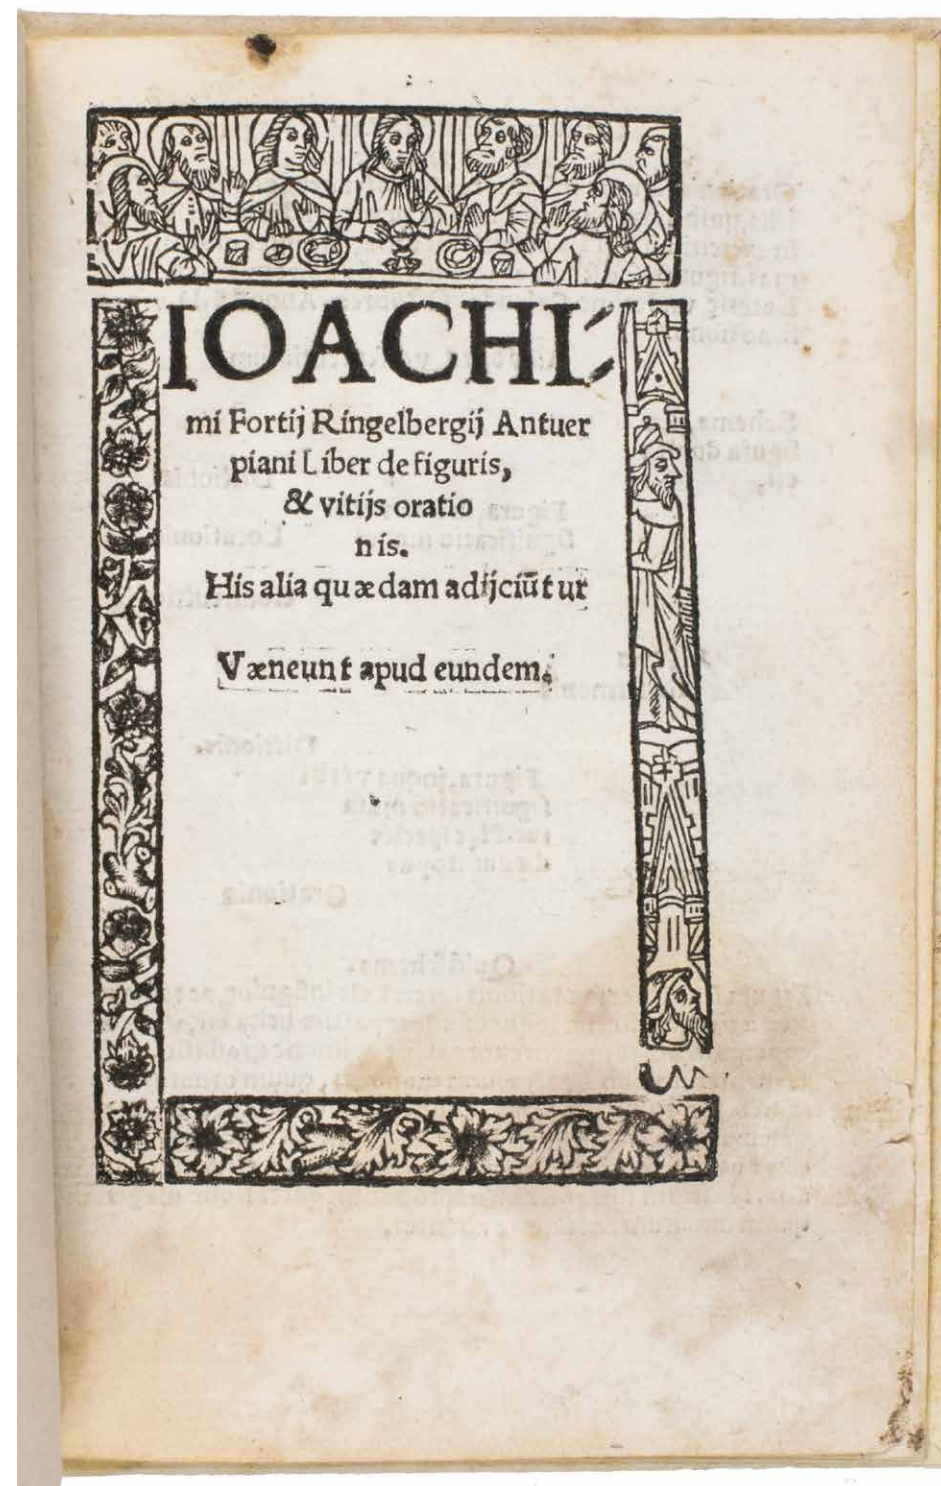 IOACHI⸗
mi Fortij Ringelbergij Antuer
piani Liber de figuris,
& vitijs oratio
nis.
His alia quædam adijciũtur
Væneunt apud eundem.